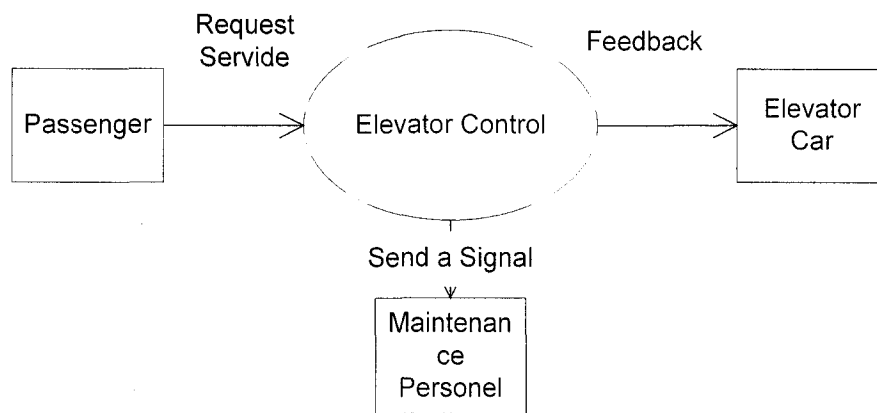 Request
Servide
Feedback
Passenger
Elevator Control
Elevator
Car
Send a Signal
Maintenan
ce
Personel